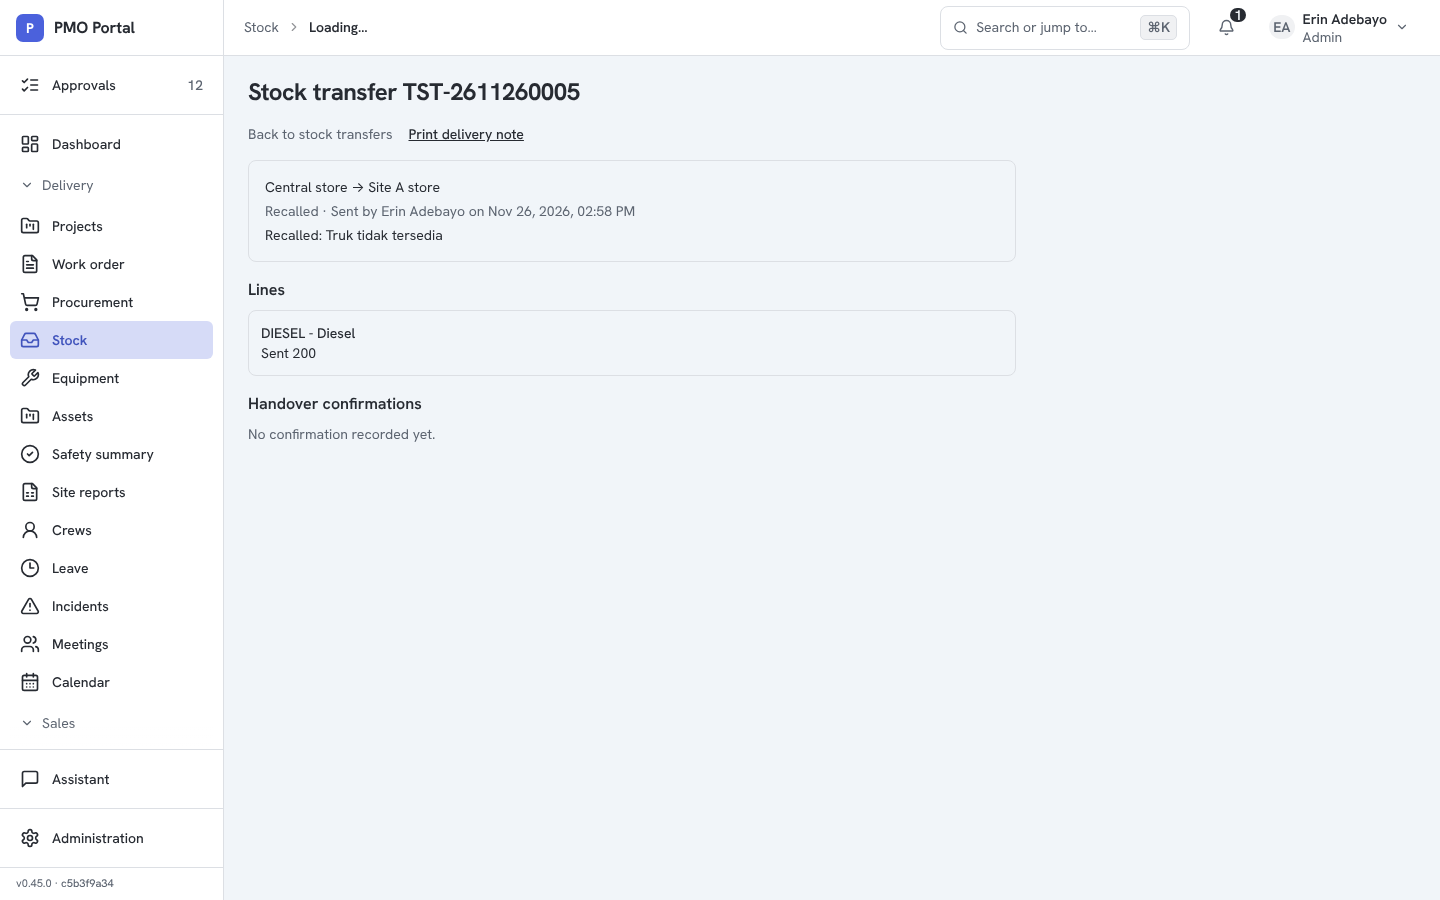 P PMO Portal
Stock > Loading...
Search or jump to... ⌘K
1
EA Erin Adebayo
Admin
Approvals 12
Dashboard
Delivery
Projects
Work order
Procurement
Stock
Equipment
Assets
Safety summary
Site reports
Crews
Leave
Incidents
Meetings
Calendar
Sales
Assistant
Administration
v0.45.0 · c5b3f9a34
Stock transfer TST-2611260005
Back to stock transfers Print delivery note
Central store → Site A store
Recalled · Sent by Erin Adebayo on Nov 26, 2026, 02:58 PM
Recalled: Truk tidak tersedia
Lines
DIESEL - Diesel
Sent 200
Handover confirmations
No confirmation recorded yet.